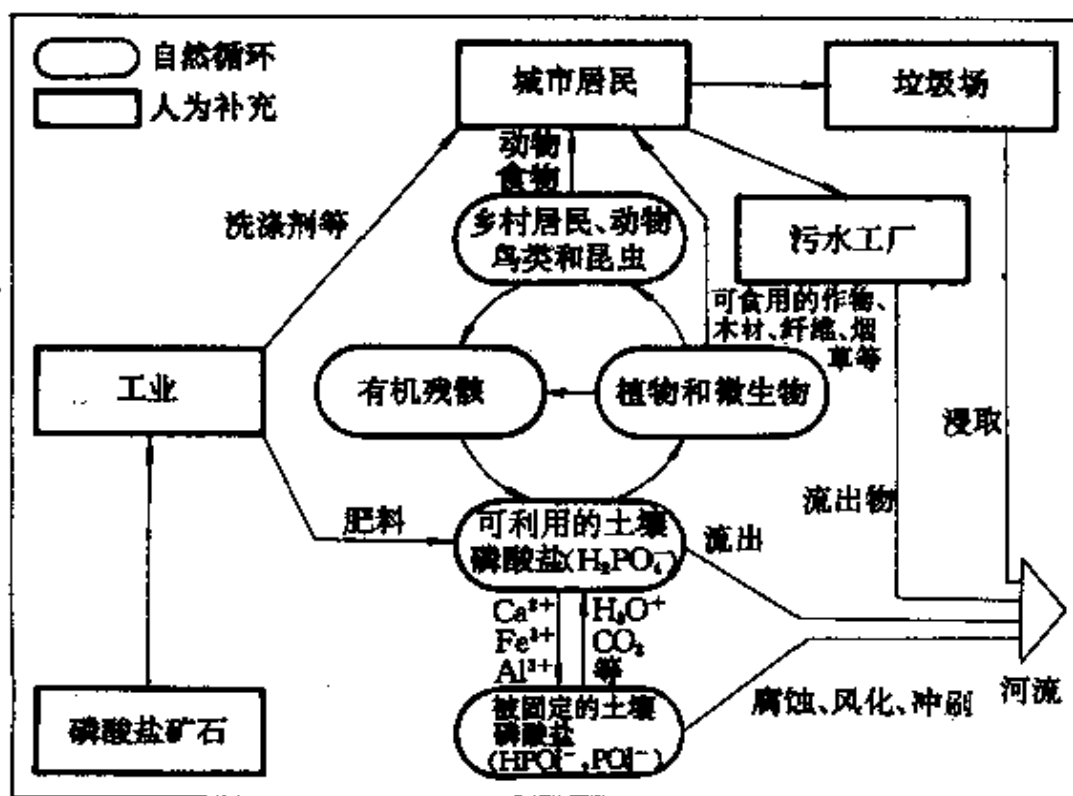 自然循环
人为补充
城市居民
垃圾场
动物
食物
洗涤剂等
乡村居民、动物
鸟类和昆虫
污水工厂
可食用的作物、
木材、纤维、烟
草等
工业
有机残骸
植物和微生物
浸取
肥料
可利用的土壤
磷酸盐(H₂PO₄⁻)
流出
流出物
Ca²⁺
Fe³⁺
Al³⁺
H₃O⁺
CO₂
等
河流
磷酸盐矿石
被固定的土壤
磷酸盐
(HPO₄²⁻,PO₄³⁻)
腐蚀、风化、冲刷